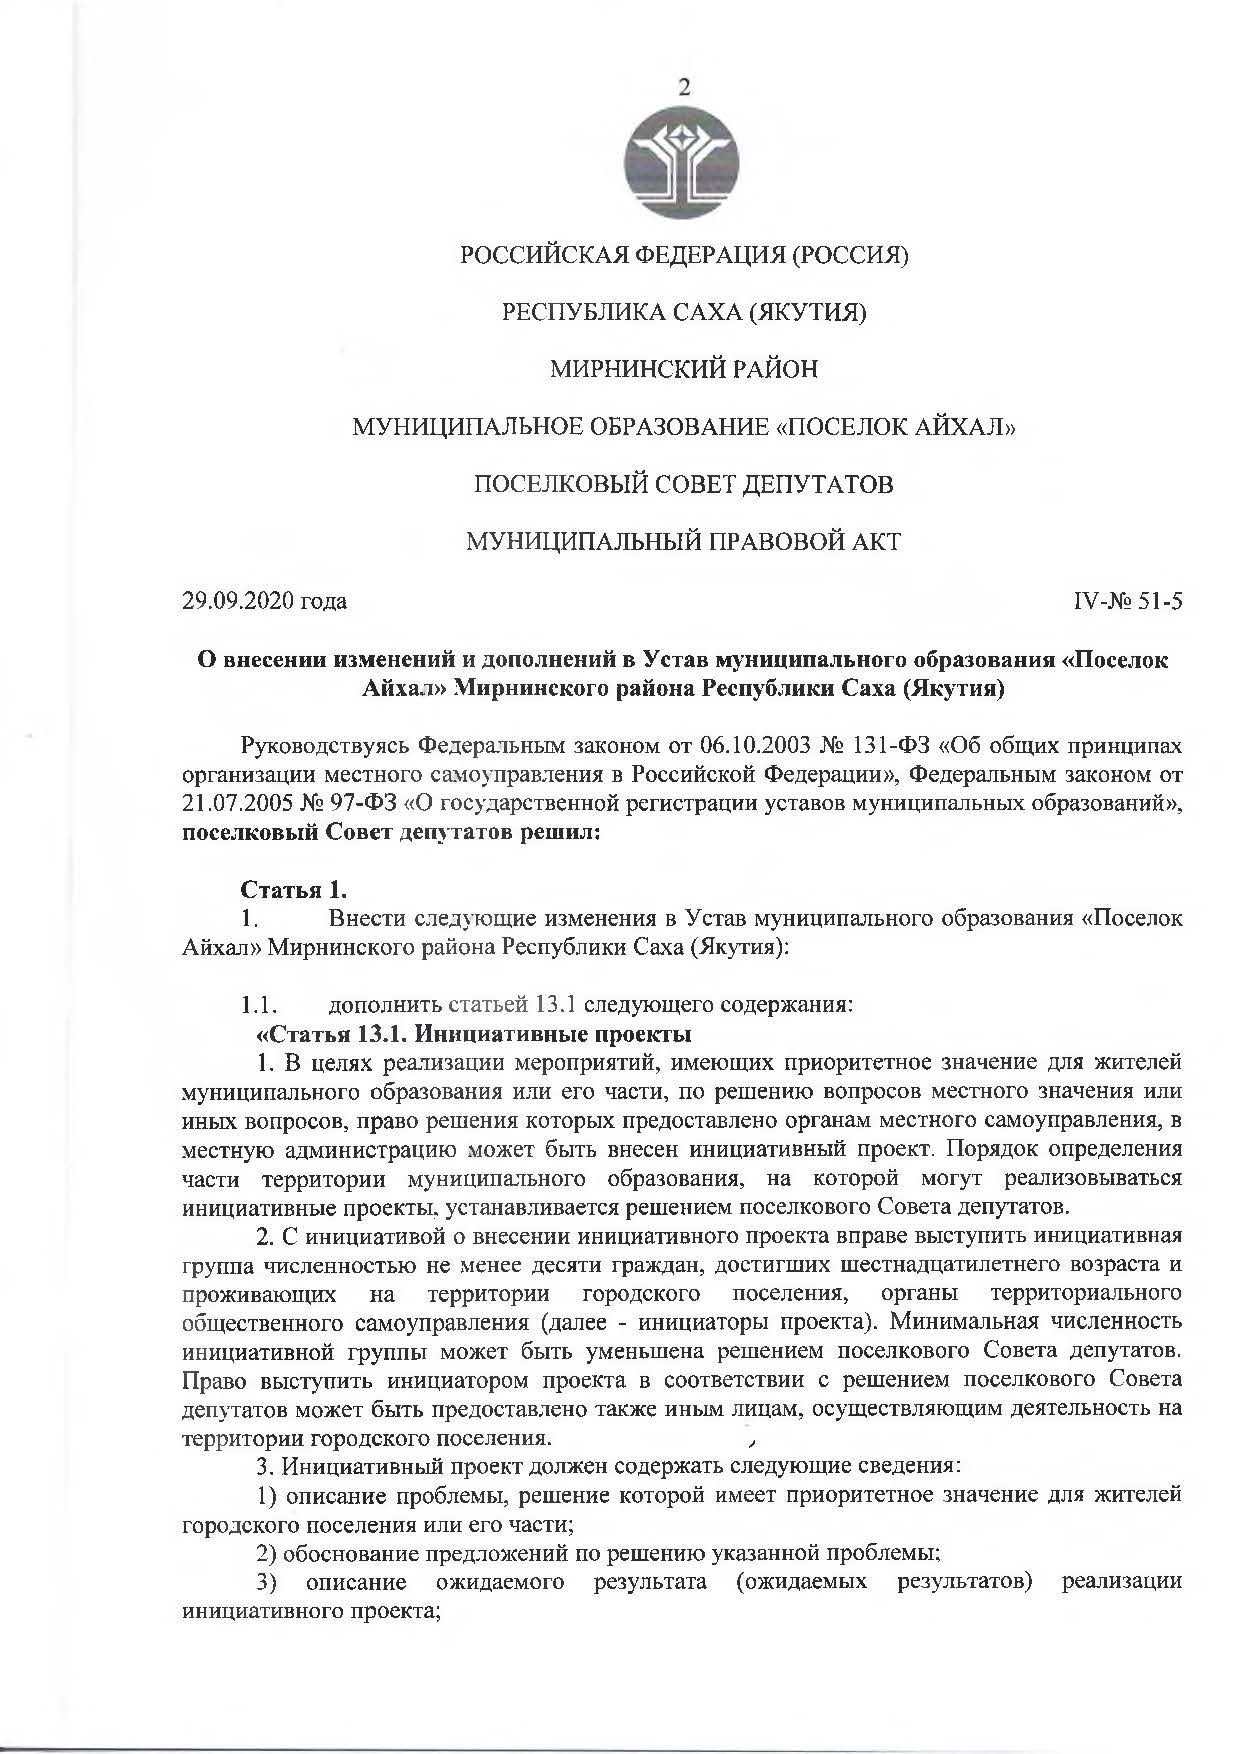 2
РОССИЙСКАЯ ФЕДЕРАЦИЯ (РОССИЯ)
РЕСПУБЛИКА САХА (ЯКУТИЯ)
МИРНИНСКИЙ РАЙОН
МУНИЦИПАЛЬНОЕ ОБРАЗОВАНИЕ «ПОСЕЛОК АЙХАЛ»
ПОСЕЛКОВЫЙ СОВЕТ ДЕПУТАТОВ
МУНИЦИПАЛЬНЫЙ ПРАВОВОЙ АКТ
29.09.2020 года IV-№ 51-5
О внесении изменений и дополнений в Устав муниципального образования «Поселок
Айхал» Мирнинского района Республики Саха (Якутия)
Руководствуясь Федеральным законом от 06.10.2003 № 131-ФЗ «Об общих принципах
организации местного самоуправления в Российской Федерации», Федеральным законом от
21.07.2005 № 97-ФЗ «О государственной регистрации уставов муниципальных образований»,
поселковый Совет депутатов решил:
Статья 1.
1. Внести следующие изменения в Устав муниципального образования «Поселок
Айхал» Мирнинского района Республики Саха (Якутия):
1.1. дополнить статьей 13.1 следующего содержания:
«Статья 13.1. Инициативные проекты
1. В целях реализации мероприятий, имеющих приоритетное значение для жителей
муниципального образования или его части, по решению вопросов местного значения или
иных вопросов, право решения которых предоставлено органам местного самоуправления, в
местную администрацию может быть внесен инициативный проект. Порядок определения
части территории муниципального образования, на которой могут реализовываться
инициативные проекты, устанавливается решением поселкового Совета депутатов.
2. С инициативой о внесении инициативного проекта вправе выступить инициативная
группа численностью не менее десяти граждан, достигших шестнадцатилетнего возраста и
проживающих на территории городского поселения, органы территориального
общественного самоуправления (далее - инициаторы проекта). Минимальная численность
инициативной группы может быть уменьшена решением поселкового Совета депутатов.
Право выступить инициатором проекта в соответствии с решением поселкового Совета
депутатов может быть предоставлено также иным лицам, осуществляющим деятельность на
территории городского поселения.
3. Инициативный проект должен содержать следующие сведения:
1) описание проблемы, решение которой имеет приоритетное значение для жителей
городского поселения или его части;
2) обоснование предложений по решению указанной проблемы;
3) описание ожидаемого результата (ожидаемых результатов) реализации
инициативного проекта;